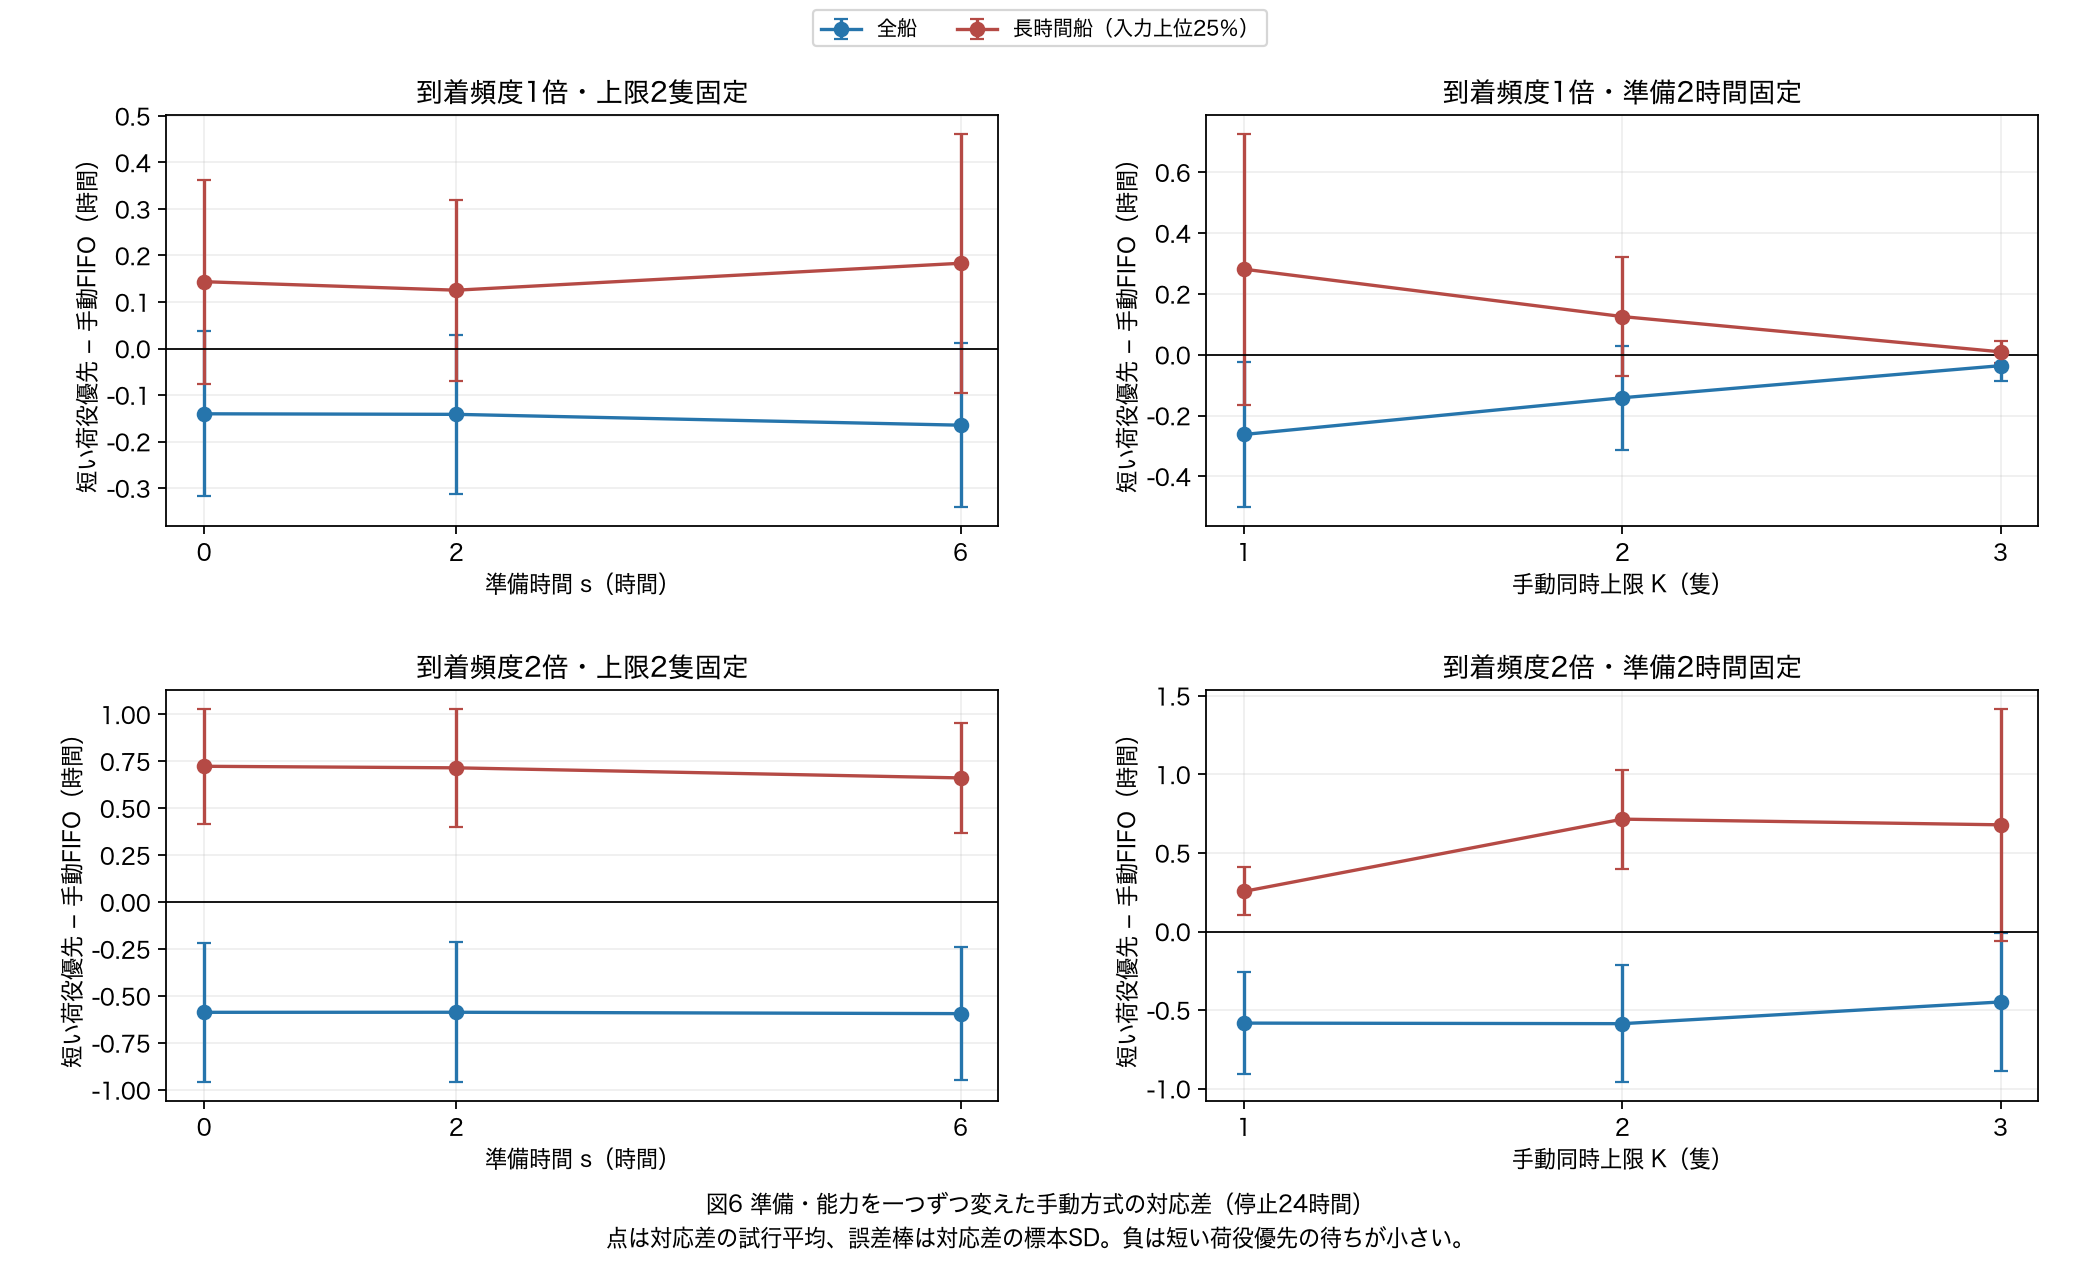 全船 長時間船（入力上位25%）
到着頻度1倍・上限2隻固定
短い荷役優先 − 手動FIFO（時間）
0.5
0.4
0.3
0.2
0.1
0.0
-0.1
-0.2
-0.3
0 2 6
準備時間 s（時間）
到着頻度1倍・準備2時間固定
短い荷役優先 − 手動FIFO（時間）
0.6
0.4
0.2
0.0
-0.2
-0.4
1 2 3
手動同時上限 K（隻）
到着頻度2倍・上限2隻固定
短い荷役優先 − 手動FIFO（時間）
1.00
0.75
0.50
0.25
0.00
-0.25
-0.50
-0.75
-1.00
0 2 6
準備時間 s（時間）
到着頻度2倍・準備2時間固定
短い荷役優先 − 手動FIFO（時間）
1.5
1.0
0.5
0.0
-0.5
-1.0
1 2 3
手動同時上限 K（隻）
図6 準備・能力を一つずつ変えた手動方式の対応差（停止24時間）
点は対応差の試行平均、誤差棒は対応差の標本SD。負は短い荷役優先の待ちが小さい。